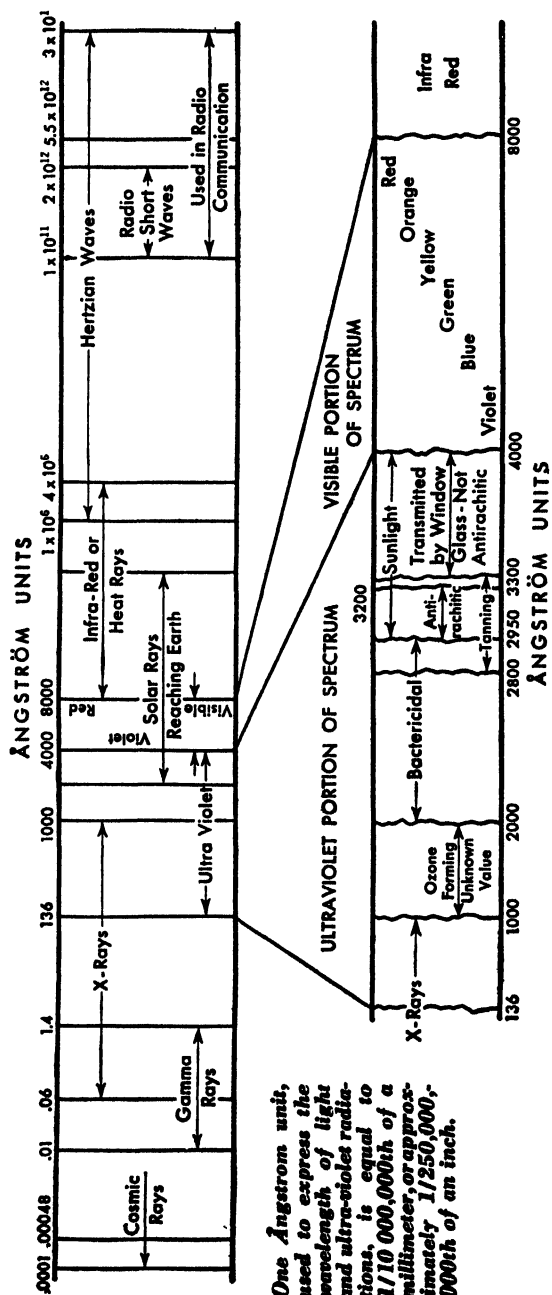 ÅNGSTRÖM UNITS
.0001 .00048 .01 .06 1.4 136 1000 4000 8000 1 x 10⁶ 4 x 10⁶ 1 x 10¹¹ 2 x 10¹² 5.5 x 10¹² 3 x 10¹
Cosmic
Rays
Gamma
Rays
X-Rays
Ultra Violet
Violet
Red
Visible
Solar Rays
Reaching Earth
Infra-Red or
Heat Rays
Hertzian Waves
Radio
Short
Waves
Used in Radio
Communication
One Ångstrom unit,
used to express the
wavelength of light
and ultra-violet radia-
tions, is equal to
1/10 000,000th of a
millimeter, or approx-
imately 1/250,000,-
000th of an inch.
ULTRAVIOLET PORTION OF SPECTRUM
VISIBLE PORTION
OF SPECTRUM
3200
X-Rays
Ozone
Forming
Unknown
Value
Bactericidal
Sunlight
Anti-
rachitic
Tanning
Transmitted
by Window
Glass-Not
Antirachitic
Violet
Blue
Green
Yellow
Orange
Red
Infra
Red
136 1000 2000 2800 2950 3300 4000 8000
ÅNGSTRÖM UNITS